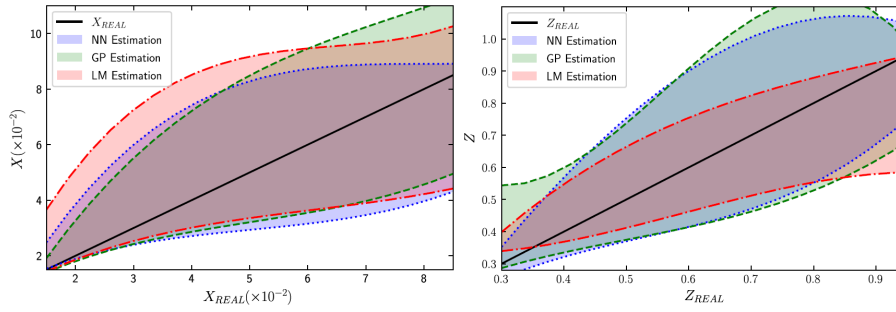 X_REAL
NN Estimation
GP Estimation
LM Estimation
10
8
6
4
2
X(×10⁻²)
2
3
4
5
6
7
8
X_REAL(×10⁻²)
Z_REAL
NN Estimation
GP Estimation
LM Estimation
1.0
0.9
0.8
0.7
0.6
0.5
0.4
0.3
Z
0.3
0.4
0.5
0.6
0.7
0.8
0.9
Z_REAL